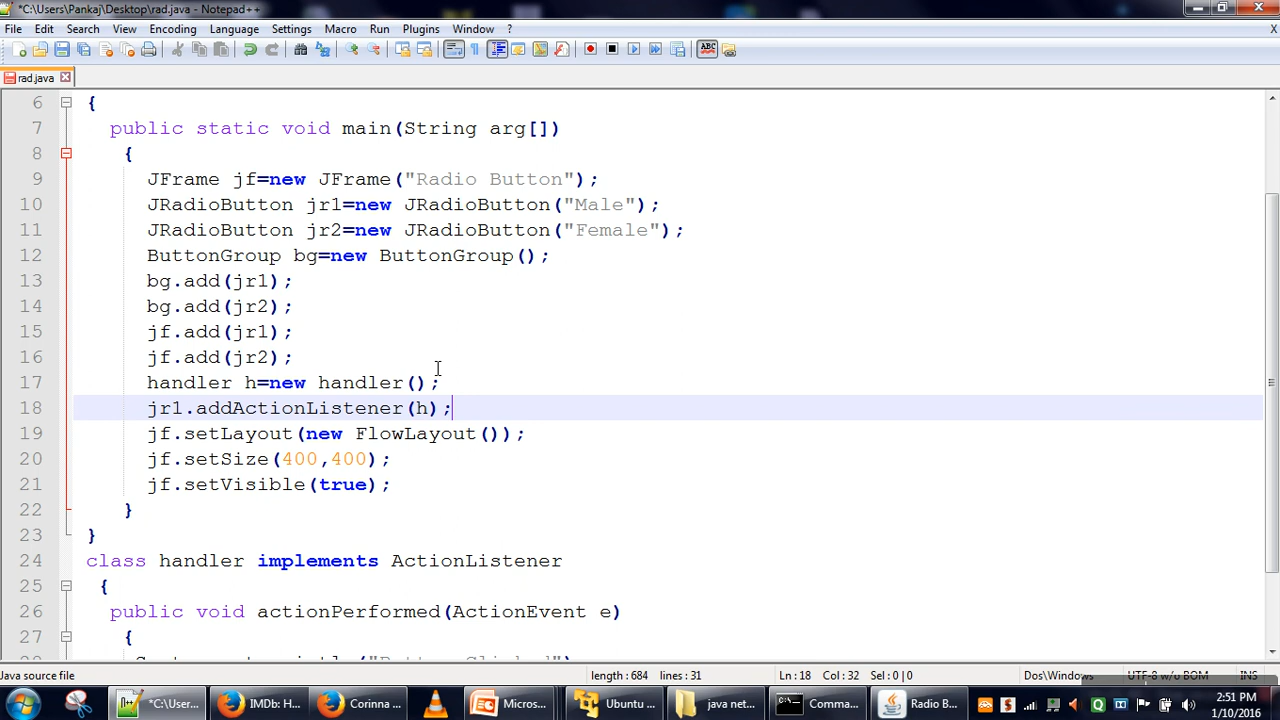 *C:\Users\Pankaj\Desktop\rad.java - Notepad++
File Edit Search View Encoding Language Settings Macro Run Plugins Window ? X
rad.java
6 {
7 public static void main(String arg[])
8 {
9 JFrame jf=new JFrame("Radio Button");
10 JRadioButton jr1=new JRadioButton("Male");
11 JRadioButton jr2=new JRadioButton("Female");
12 ButtonGroup bg=new ButtonGroup();
13 bg.add(jr1);
14 bg.add(jr2);
15 jf.add(jr1);
16 jf.add(jr2);
17 handler h=new handler();
18 jr1.addActionListener(h);
19 jf.setLayout(new FlowLayout());
20 jf.setSize(400,400);
21 jf.setVisible(true);
22 }
23 }
24 class handler implements ActionListener
25 {
26 public void actionPerformed(ActionEvent e)
27 {
Java source file length : 684 lines : 31 Ln : 18 Col : 32 Sel : 0 | 0 Dos\Windows UTF-8 w/o BOM INS
*C:\Users... IMDb: H... Corinna ... Micros... Ubuntu ... java net... Comma... Radio B... 2:51 PM
1/10/2016